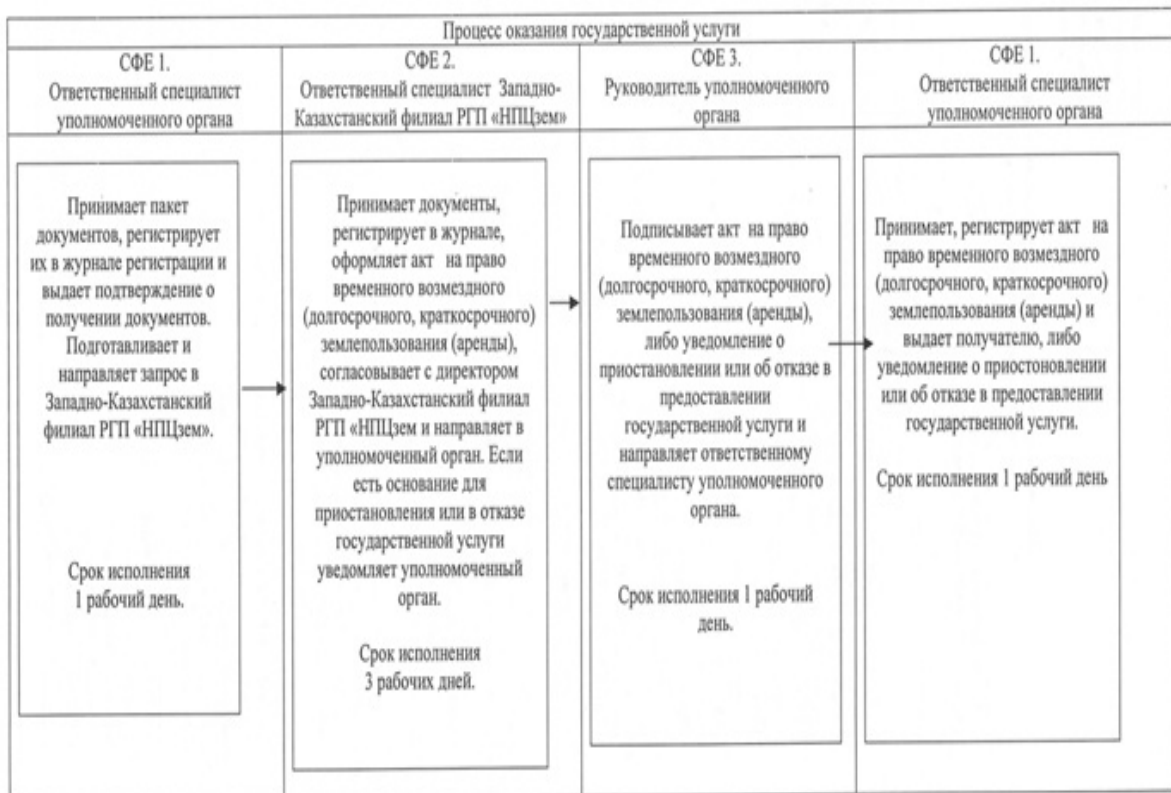 Процесс оказания государственной услуги
СФЕ 1.
Ответственный специалист
уполномоченного органа
СФЕ 2.
Ответственный специалист Западно-
Казахстанский филиал РГП «НПЦзем»
СФЕ 3.
Руководитель уполномоченного
органа
СФЕ 1.
Ответственный специалист
уполномоченного органа
Принимает пакет
документов, регистрирует
их в журнале регистрации и
выдает подтверждение о
получении документов.
Подготавливает и
направляет запрос в
Западно-Казахстанский
филиал РГП «НПЦзем».
Срок исполнения
1 рабочий день.
Принимает документы,
регистрирует в журнале,
оформляет акт на право
временного возмездного
(долгосрочного, краткосрочного)
землепользования (аренды),
согласовывает с директором
Западно-Казахстанский филиал
РГП «НПЦзем и направляет в
уполномоченный орган. Если
есть основание для
приостановления или в отказе
государственной услуги
уведомляет уполномоченный
орган.
Срок исполнения
3 рабочих дней.
Подписывает акт на право
временного возмездного
(долгосрочного, краткосрочного)
землепользования (аренды),
либо уведомление о
приостановлении или об отказе в
предоставлении
государственной услуги и
направляет ответственному
специалисту уполномоченного
органа.
Срок исполнения 1 рабочий
день.
Принимает, регистрирует акт на
право временного возмездного
(долгосрочного, краткосрочного)
землепользования (аренды) и
выдает получателю, либо
уведомление о приостоновлении
или об отказе в предоставлении
государственной услуги.
Срок исполнения 1 рабочий день